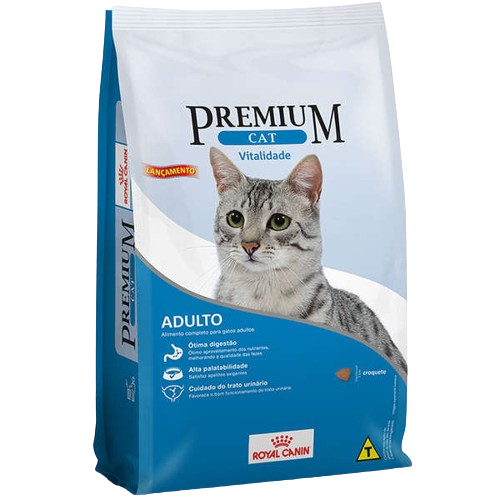 PREMIUM
CAT
Vitalidade
LANÇAMENTO
ROYAL CANIN
PREMIUM
CAT
ADULTO
Alimento completo para gatos adultos
Ótima digestão
Ótimo aproveitamento dos nutrientes,
melhorando a qualidade das fezes
Alta palatabilidade
Satisfaz apetites exigentes
Cuidado do trato urinário
Favorece o bom funcionamento do trato urinário
croquete
ROYAL CANIN
T